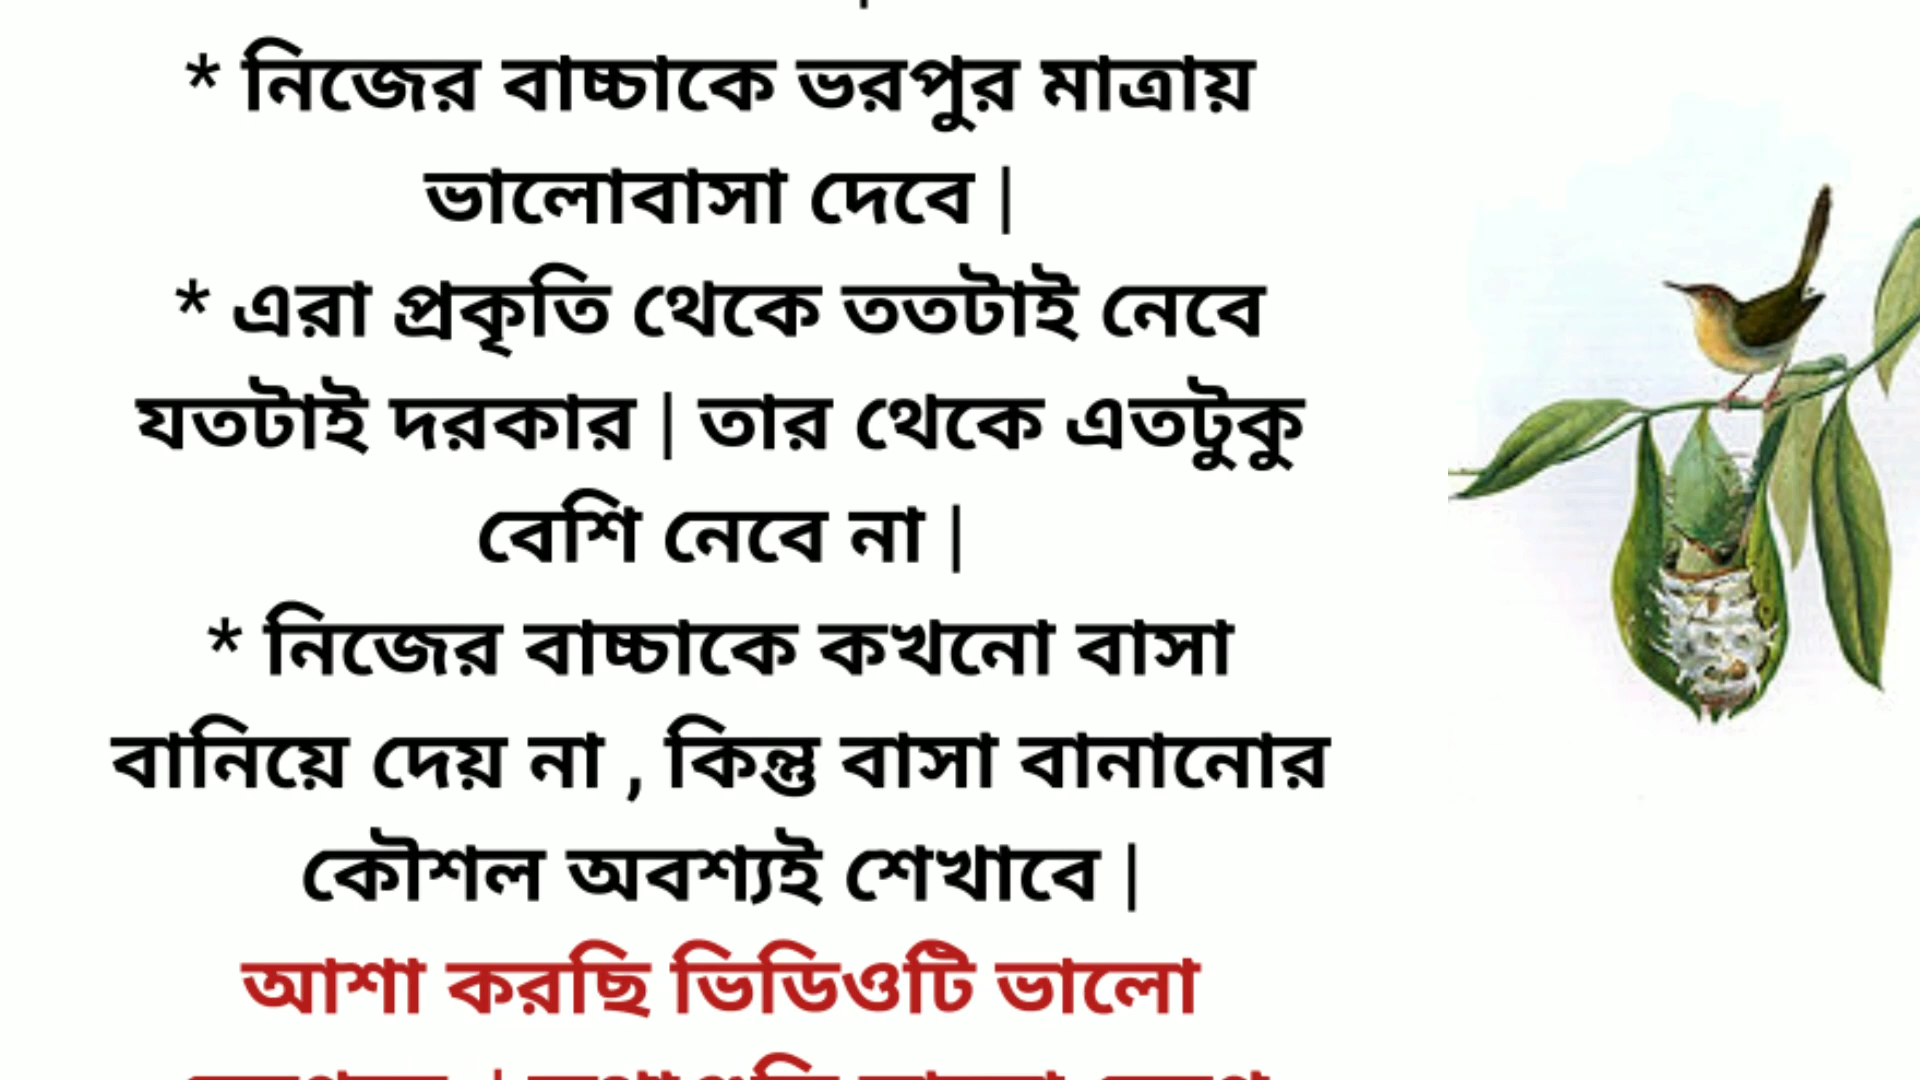 * নিজের বাচ্চাকে ভরপুর মাত্রায়
ভালোবাসা দেবে |
* এরা প্রকৃতি থেকে ততটাই নেবে
যতটাই দরকার | তার থেকে এতটুকু
বেশি নেবে না |
* নিজের বাচ্চাকে কখনো বাসা
বানিয়ে দেয় না , কিন্তু বাসা বানানোর
কৌশল অবশ্যই শেখাবে |
আশা করছি ভিডিওটি ভালো